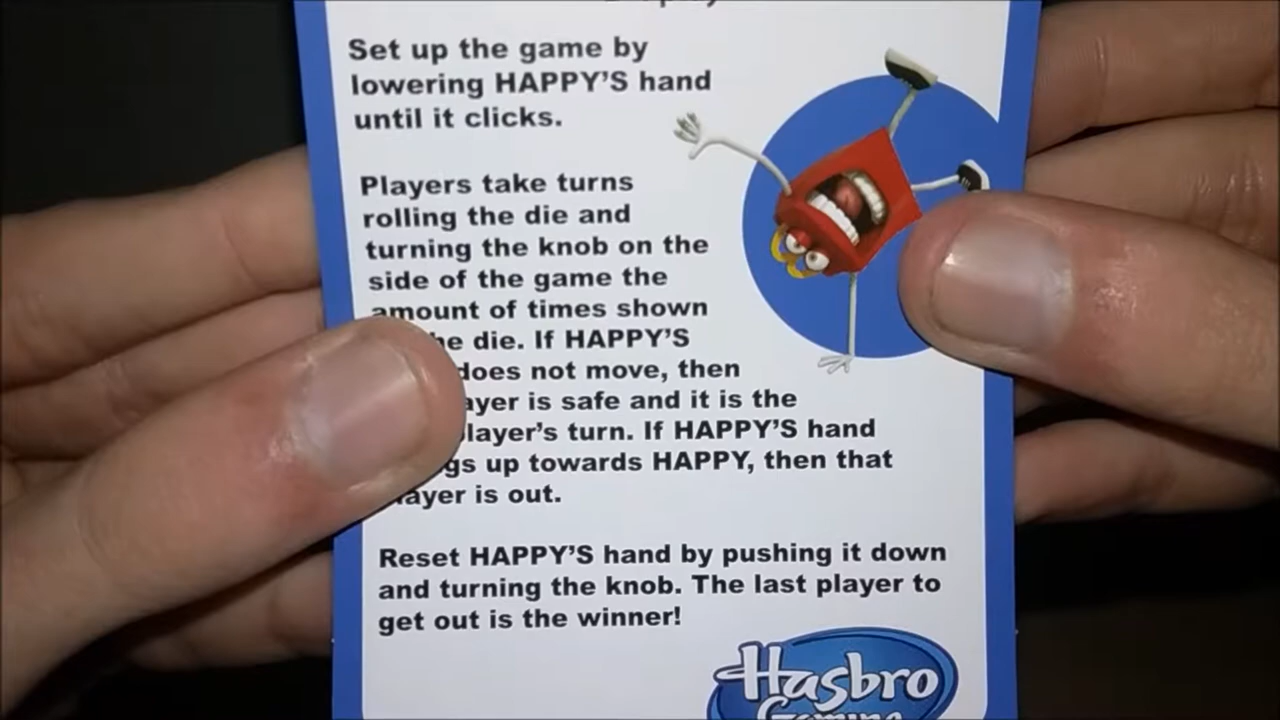 Set up the game by
lowering HAPPY'S hand
until it clicks.
Players take turns
rolling the die and
turning the knob on the
side of the game the
amount of times shown
he die. If HAPPY'S
does not move, then
ayer is safe and it is the
layer's turn. If HAPPY'S hand
gs up towards HAPPY, then that
layer is out.
Reset HAPPY'S hand by pushing it down
and turning the knob. The last player to
get out is the winner!
Hasbro
Gaming